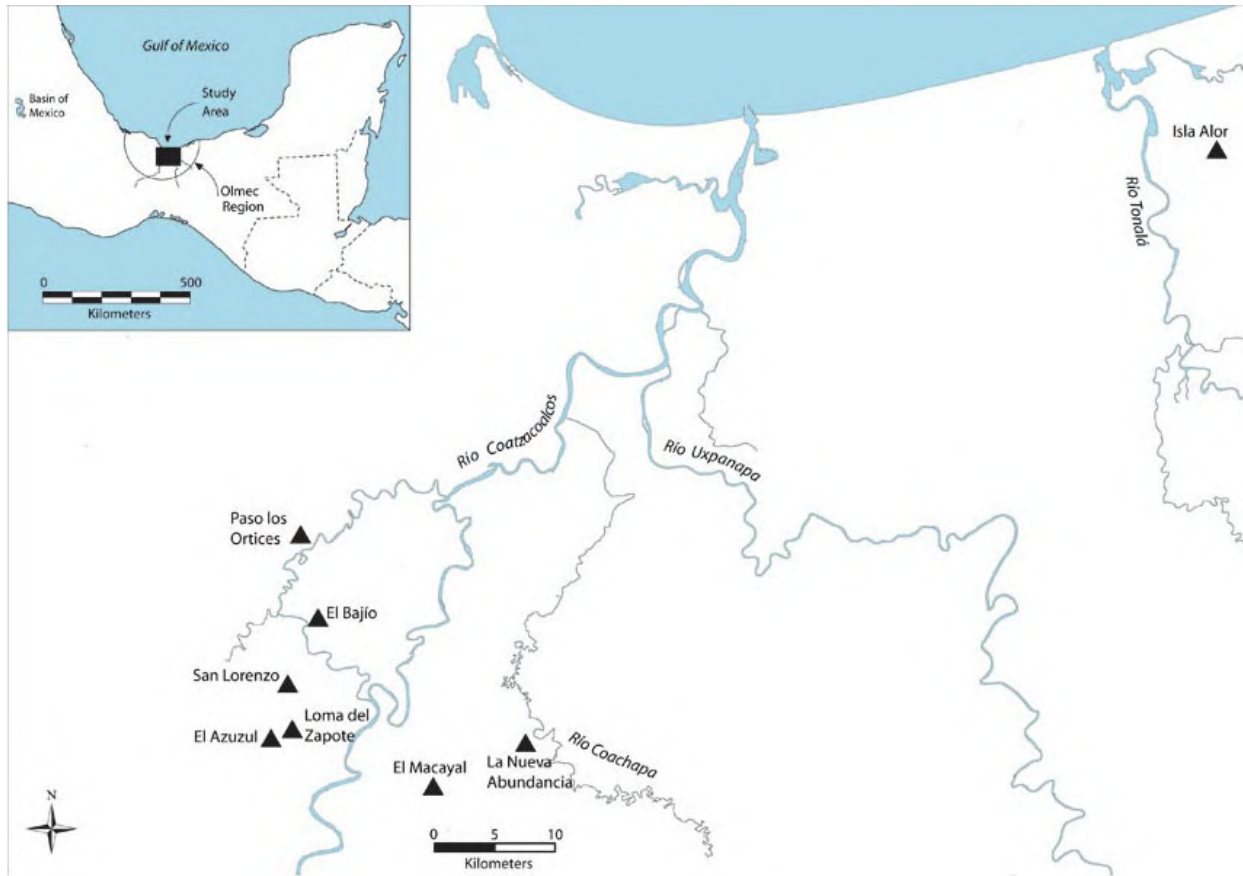 Gulf of Mexico
Basin of
Mexico
Study
Area
Olmec
Region
0 500
Kilometers
Isla Alor
Río Tonalá
Río Coatzacoalcos
Río Uxpanapa
Paso los
Ortices
El Bajío
San Lorenzo
Loma del
Zapote
El Azuzul
El Macayal
La Nueva
Abundancia
Río Coachapa
N
0 5 10
Kilometers